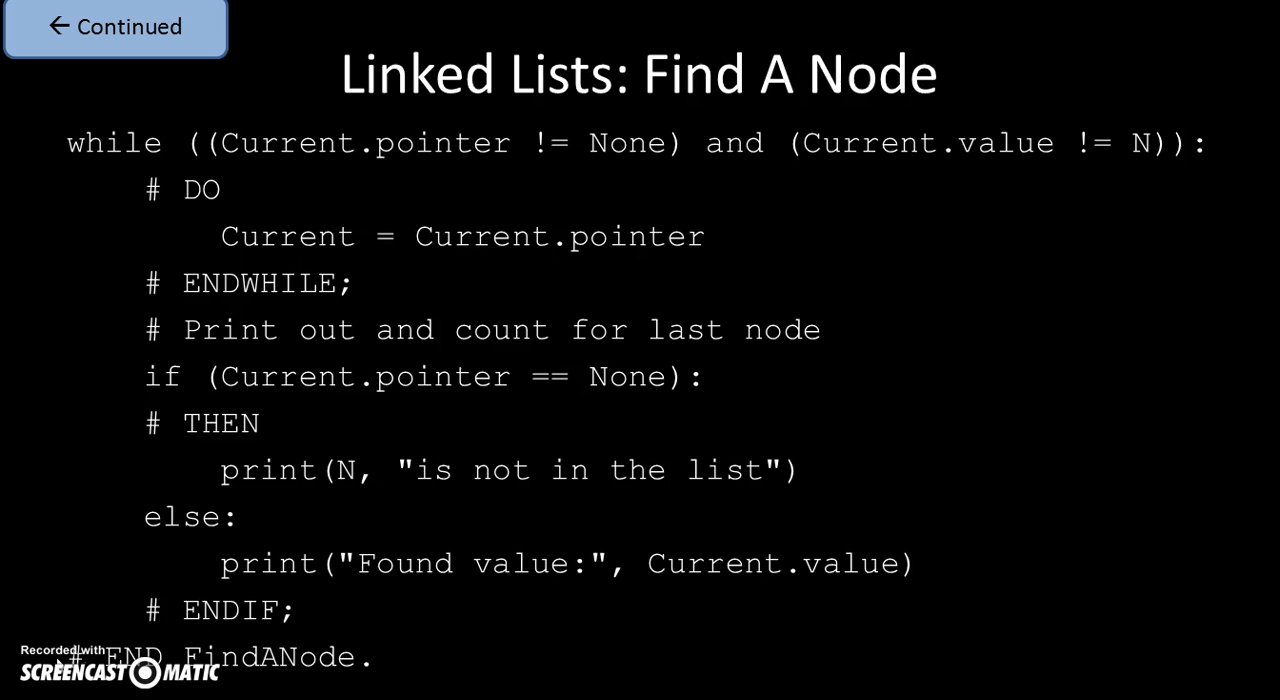 ← Continued
Linked Lists: Find A Node
while ((Current.pointer != None) and (Current.value != N)):
# DO
Current = Current.pointer
# ENDWHILE;
# Print out and count for last node
if (Current.pointer == None):
# THEN
print(N, "is not in the list")
else:
print("Found value:", Current.value)
# ENDIF;
# END FindANode.
Recorded with
SCREENCAST-O-MATIC